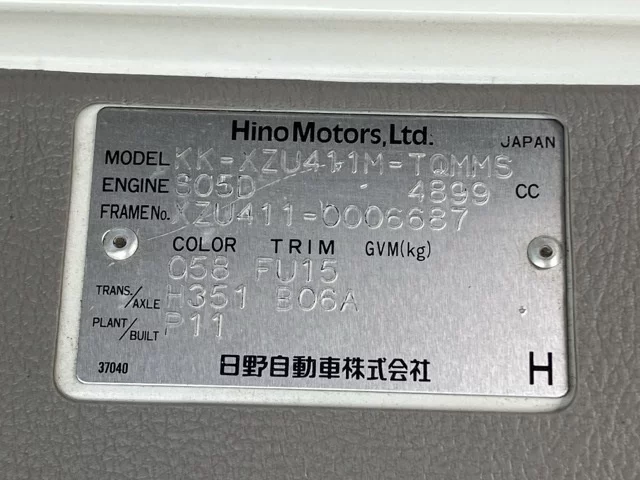 Hino Motors, Ltd. JAPAN
MODEL KK-XZU411M-TQMMS
ENGINE S05D 4899 CC
FRAME No. XZU411-0006687
COLOR TRIM GVM(kg)
058 FU15
TRANS./AXLE H351 B06A
PLANT/BUILT P11
37040 日野自動車株式会社 H